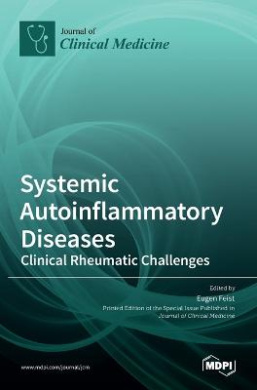 Journal of
Clinical Medicine
Systemic
Autoinflammatory
Diseases
Clinical Rheumatic Challenges
Edited by
Eugen Feist
Printed Edition of the Special Issue Published in
Journal of Clinical Medicine
www.mdpi.com/journal/jcm
MDPI